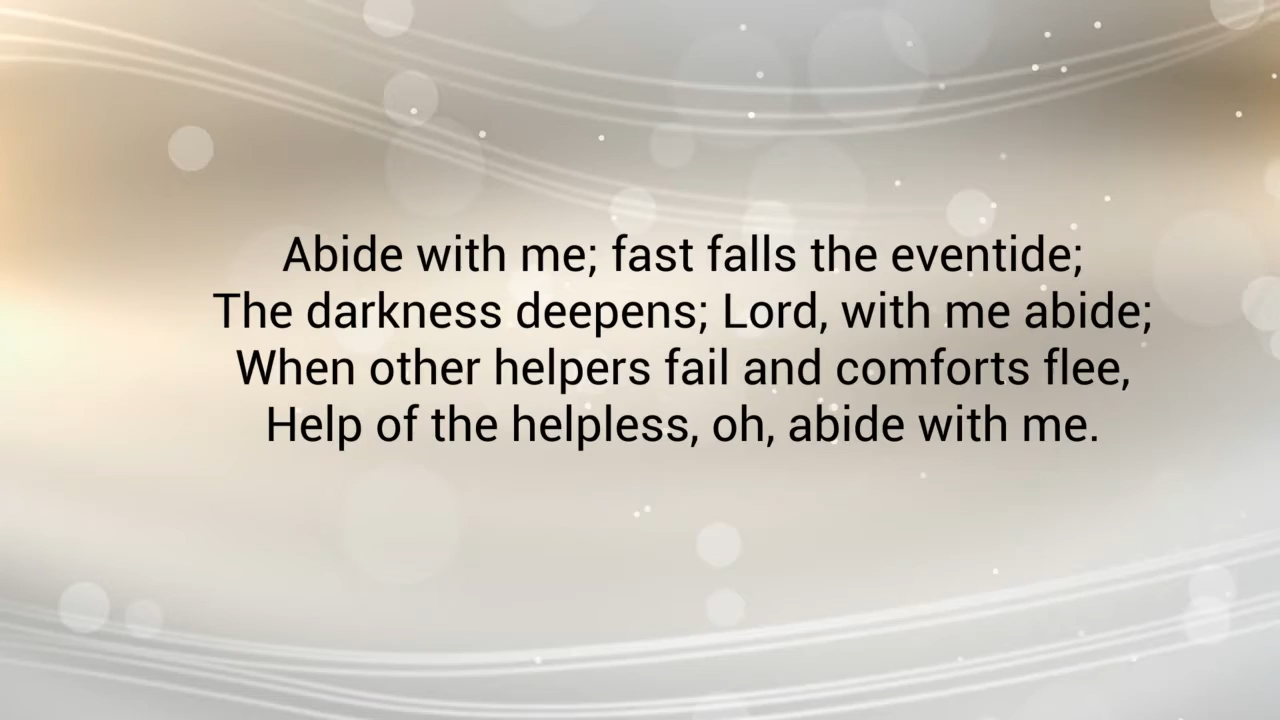 Abide with me; fast falls the eventide;
The darkness deepens; Lord, with me abide;
When other helpers fail and comforts flee,
Help of the helpless, oh, abide with me.